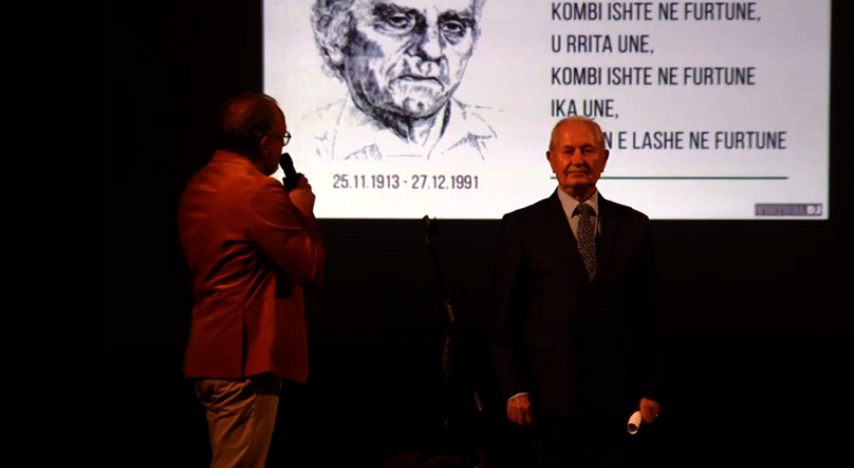 KOMBI ISHTE NE FURTUNE,
U RRITA UNE,
KOMBI ISHTE NE FURTUNE
IKA UNE,
E LASHE NE FURTUNE
25.11.1913 - 27.12.1991